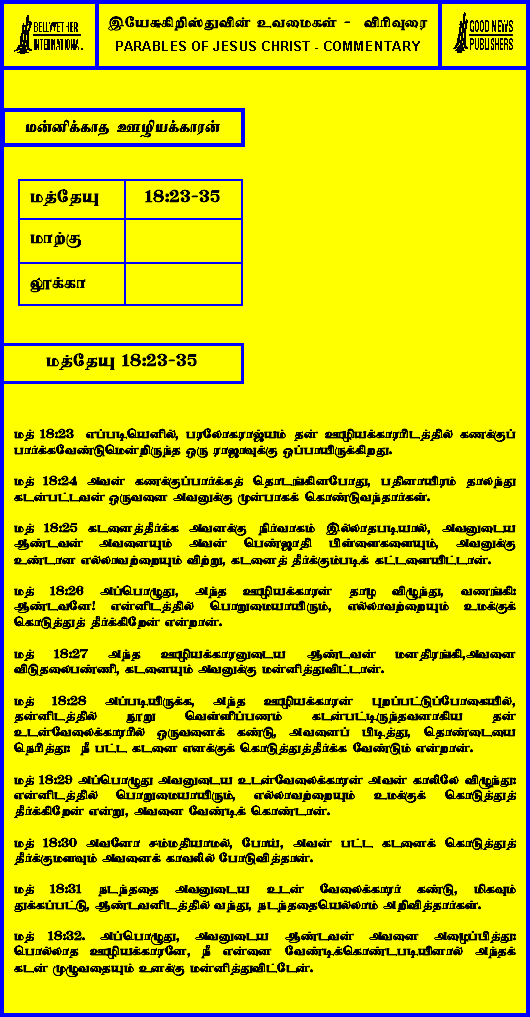 BELLWETHER
INTERNATIONAL
இயேசுகிறிஸ்துவின் உவமைகள் - விரிவுரை
PARABLES OF JESUS CHRIST - COMMENTARY
GOOD NEWS
PUBLISHERS
மன்னிக்காத ஊழியக்காரன்
மத்தேயு 18:23-35
மாற்கு
லூக்கா
மத்தேயு 18:23-35
மத் 18:23 எப்படியெனில், பரலோகராஜ்யம் தன் ஊழியக்காரரிடத்தில் கணக்குப்
பார்க்கவேண்டுமென்றிருந்த ஒரு ராஜாவுக்கு ஒப்பாயிருக்கிறது.
மத் 18:24 அவன் கணக்குப்பார்க்கத் தொடங்கினபோது, பதினாயிரம் தாலந்து
கடன்பட்டவன் ஒருவனை அவனுக்கு முன்பாகக் கொண்டுவந்தார்கள்.
மத் 18:25 கடனைத்தீர்க்க அவனக்கு நிர்வாகம் இல்லாதபடியால், அவனுடைய
ஆண்டவன் அவனையும் அவன் பெண்ஜாதி பிள்ளைகளையும், அவனுக்கு
உண்டான எல்லாவற்றையும் விற்று, கடனைத் தீர்க்கும்படிக் கட்டளையிட்டான்.
மத் 18:26 அப்பொழுது, அந்த ஊழியக்காரன் தாழ விழுந்து, வணங்கி:
ஆண்டவனே! என்னிடத்தில் பொறுமையாயிரும், எல்லாவற்றையும் உமக்குக்
கொடுத்துத் தீர்க்கிறேன் என்றான்.
மத் 18:27 அந்த ஊழியக்காரனுடைய ஆண்டவன் மனதிரங்கி,அவனை
விடுதலைபண்ணி, கடனையும் அவனுக்கு மன்னித்துவிட்டான்.
மத் 18:28 அப்படியிருக்க, அந்த ஊழியக்காரன் புறப்பட்டுப்போகையில்,
தன்னிடத்தில் நூறு வெள்ளிப்பணம் கடன்பட்டிருந்தவனாகிய தன்
உடன்வேலைக்காரரில் ஒருவனைக் கண்டு, அவனைப் பிடித்து, தொண்டையை
நெரித்து: நீ பட்ட கடனை எனக்குக் கொடுத்துத்தீர்க்க வேண்டும் என்றான்.
மத் 18:29 அப்பொழுது அவனுடைய உடன்வேலைக்காரன் அவன் காலிலே விழுந்து:
என்னிடத்தில் பொறுமையாயிரும், எல்லாவற்றையும் உமக்குக் கொடுத்துத்
தீர்க்கிறேன் என்று, அவனை வேண்டிக் கொண்டான்.
மத் 18:30 அவனோ சம்மதியாமல், போய், அவன் பட்ட கடனைக் கொடுத்துத்
தீர்க்குமளவும் அவனைக் காவலில் போடுவித்தான்.
மத் 18:31 நடந்ததை அவனுடைய உடன் வேலைக்காரர் கண்டு, மிகவும்
துக்கப்பட்டு, ஆண்டவனிடத்தில் வந்து, நடந்ததையெல்லாம் அறிவித்தார்கள்.
மத் 18:32. அப்பொழுது, அவனுடைய ஆண்டவன் அவனை அழைப்பித்து:
பொல்லாத ஊழியக்காரனே, நீ என்னை வேண்டிக்கொண்டபடியினால் அந்தக்
கடன் முழுவதையும் உனக்கு மன்னித்துவிட்டேன்.